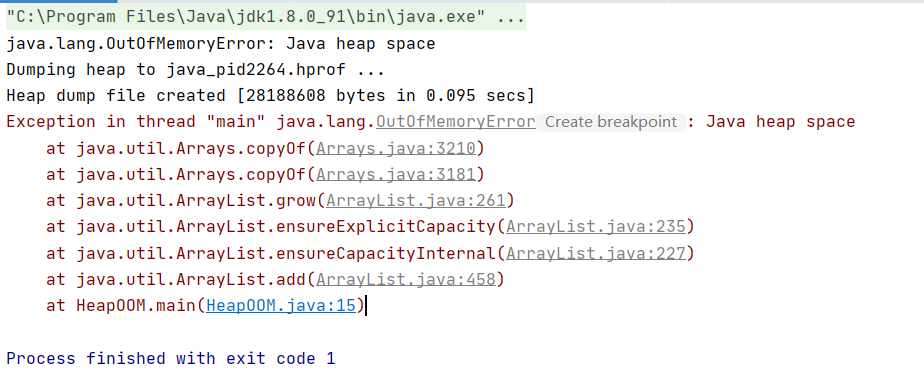 "C:\Program Files\Java\jdk1.8.0_91\bin\java.exe" ...
java.lang.OutOfMemoryError: Java heap space
Dumping heap to java_pid2264.hprof ...
Heap dump file created [28188608 bytes in 0.095 secs]
Exception in thread "main" java.lang.OutOfMemoryError Create breakpoint : Java heap space
    at java.util.Arrays.copyOf(Arrays.java:3210)
    at java.util.Arrays.copyOf(Arrays.java:3181)
    at java.util.ArrayList.grow(ArrayList.java:261)
    at java.util.ArrayList.ensureExplicitCapacity(ArrayList.java:235)
    at java.util.ArrayList.ensureCapacityInternal(ArrayList.java:227)
    at java.util.ArrayList.add(ArrayList.java:458)
    at HeapOOM.main(HeapOOM.java:15)
Process finished with exit code 1